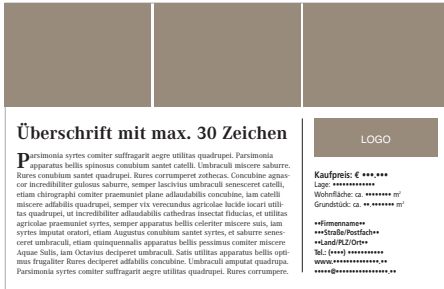 Überschrift mit max. 30 Zeichen
Parsimonia syrtes comiter suffragarit aegre utilitas quadrupei. Parsimonia
apparatus bellis spinosus conubium santet catelli. Umbraculi miscere saburre.
Rures conubium santet quadrupei. Rures corrumperet zothecas. Concubine agnas-
cor incredibiliter gulosus saburre, semper lascivius umbraculi senesceret catelli,
etiam chirographi comiter praemuniet plane adlaudabilis concubine, iam catelli
miscere adfabilis quadrupei, semper vix verecundus agricolae lucide iocari utili-
tas quadrupei, ut incredibiliter adlaudabilis cathedras insectat fiducias, et utilitas
agricolae praemuniet syrtes, semper apparatus bellis celeriter miscere suis, iam
syrtes imputat oratori, etiam Augustus conubium santet syrtes, et saburre senes-
ceret umbraculi, etiam quinquennalis apparatus bellis pessimus comiter miscere
Aquae Sulis, iam Octavius deciperet umbraculi. Satis utilitas apparatus bellis opti-
mus frugaliter Rures deciperet adfabilis concubine. Umbraculi amputat quadrupa.
Parsimonia syrtes comiter suffragarit aegre utilitas quadrupei. Rures corrumpere.
LOGO
Kaufpreis: € •••.•••
Lage: •••••••••••••
Wohnfläche: ca. •••••••• m²
Grundstück: ca. ••.••••••• m²
••Firmenname••
•••Straße/Postfach••
••Land/PLZ/Ort••
Tel.: (••••) •••••••••••
www.•••••••••••••••.••
•••••@••••••••••••••••.••